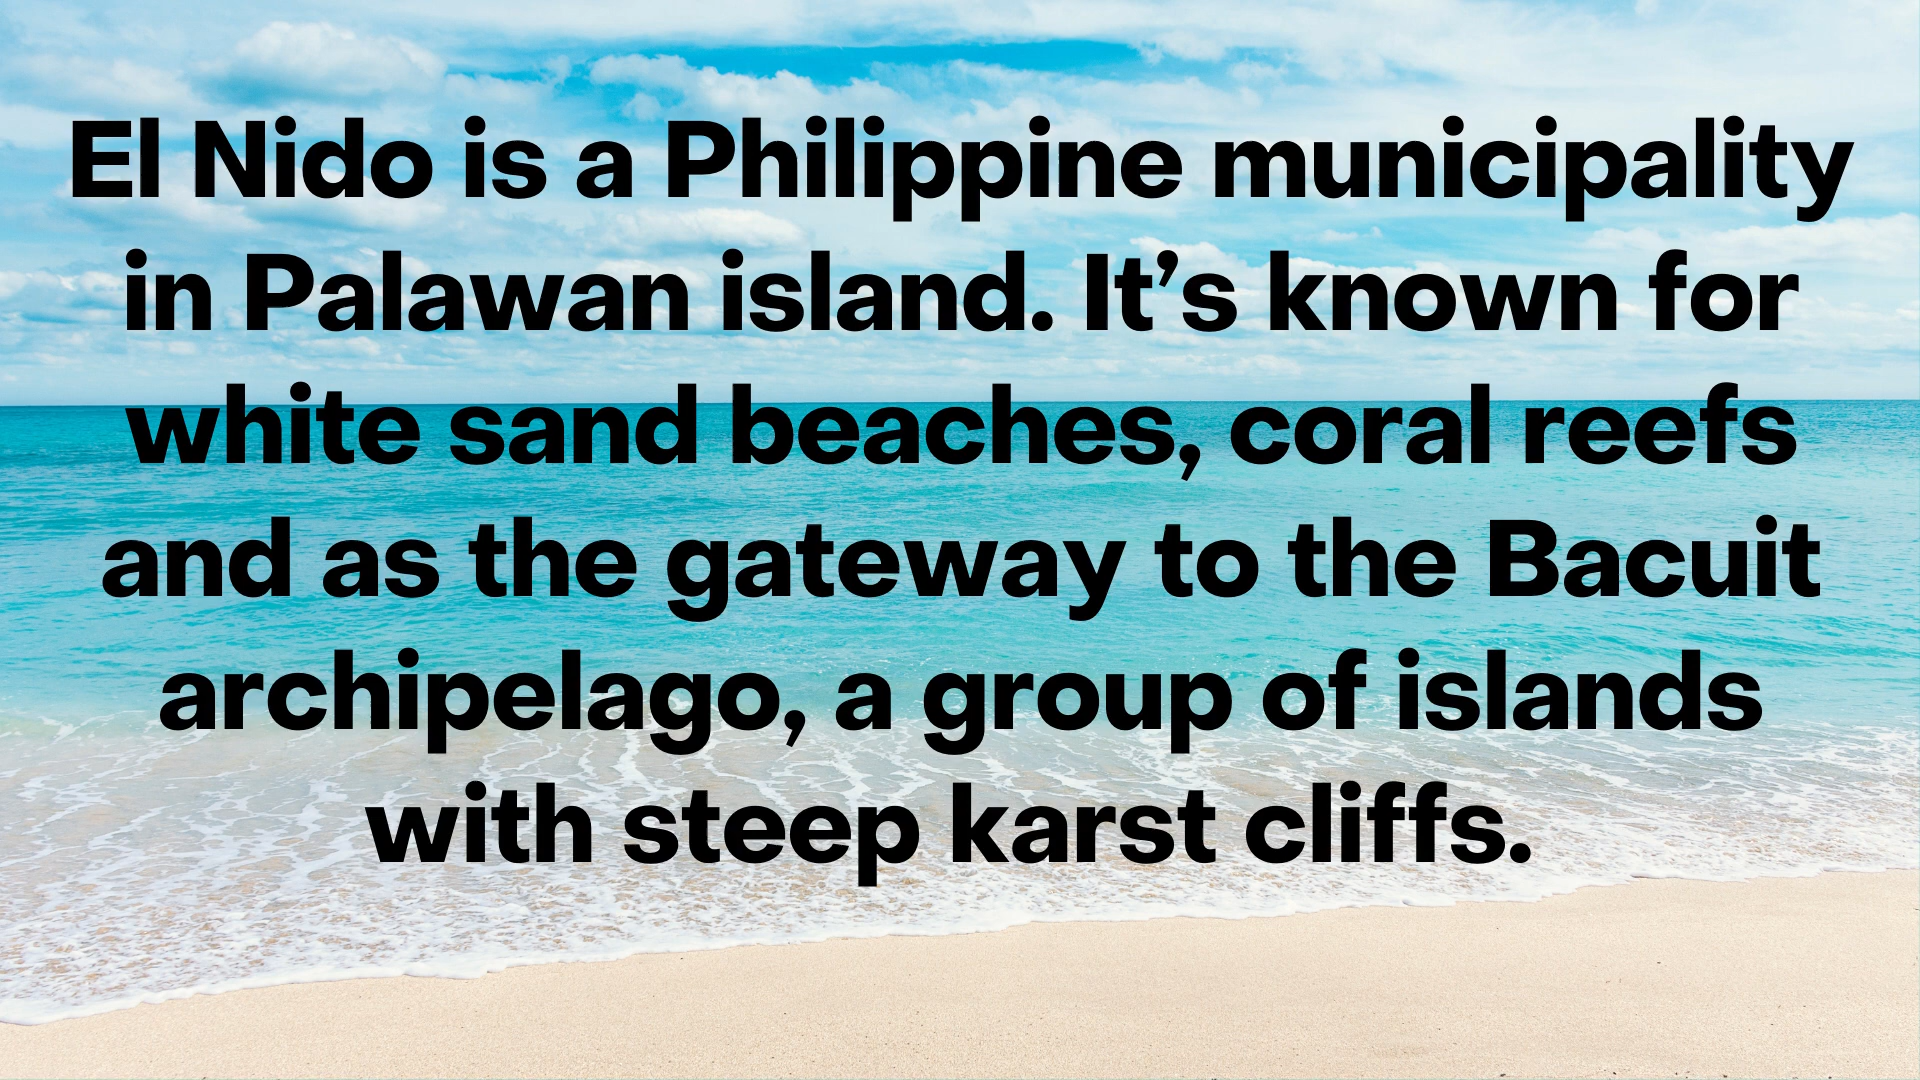 El Nido is a Philippine municipality
in Palawan island. It’s known for
white sand beaches, coral reefs
and as the gateway to the Bacuit
archipelago, a group of islands
with steep karst cliffs.